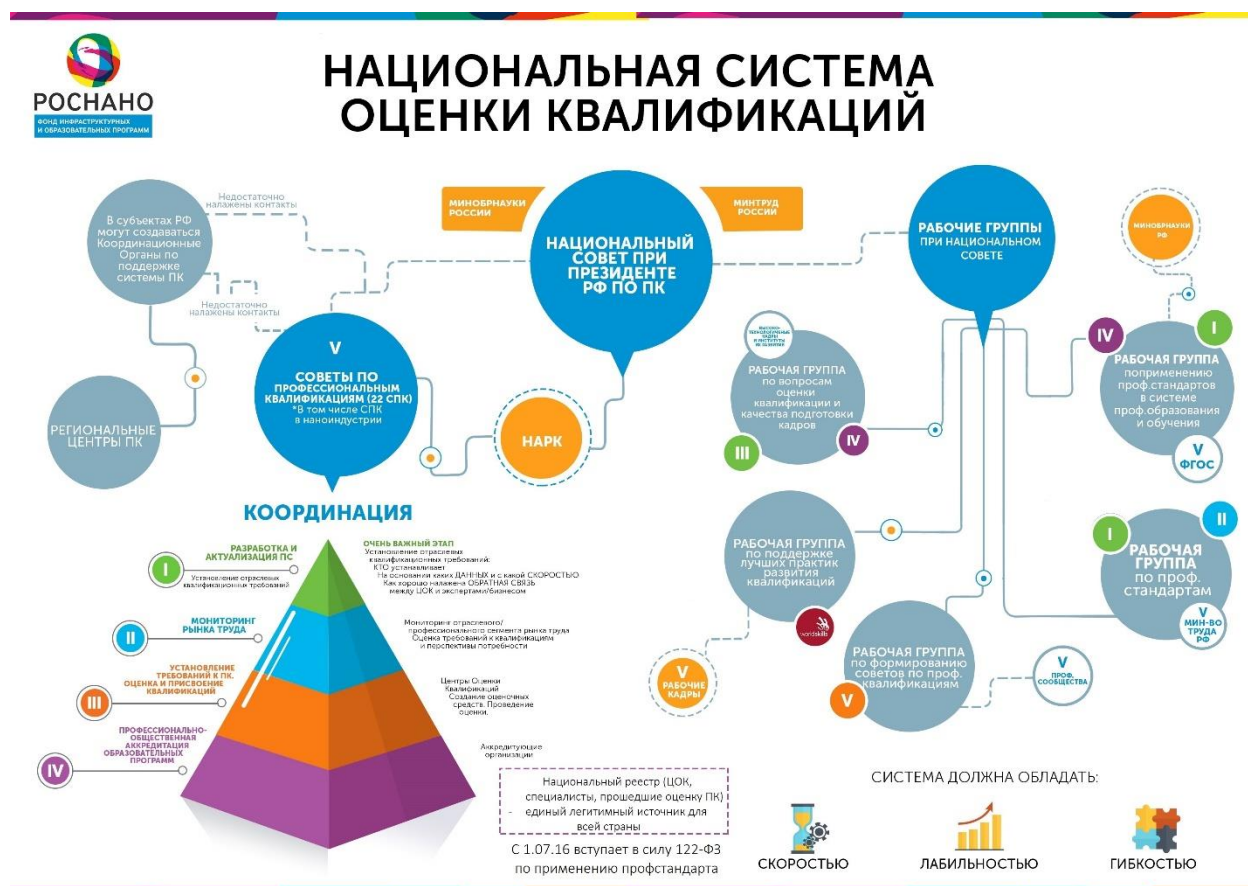 РОСНАНО
ФОНД ИНФРАСТРУКТУРНЫХ
И ОБРАЗОВАТЕЛЬНЫХ ПРОГРАММ
НАЦИОНАЛЬНАЯ СИСТЕМА
ОЦЕНКИ КВАЛИФИКАЦИЙ
В субъектах РФ
могут создаваться
Координационные
Органы по
поддержке
системы ПК
Недостаточно
налажены контакты
Недостаточно
налажены контакты
РЕГИОНАЛЬНЫЕ
ЦЕНТРЫ ПК
V
СОВЕТЫ ПО
ПРОФЕССИОНАЛЬНЫМ
КВАЛИФИКАЦИЯМ (22 СПК)
*В том числе СПК
в наноиндустрии
МИНОБРНАУКИ
РОССИИ
НАЦИОНАЛЬНЫЙ
СОВЕТ ПРИ
ПРЕЗИДЕНТЕ
РФ ПО ПК
МИНТРУД
РОССИИ
НАРК
РАБОЧИЕ ГРУППЫ
ПРИ НАЦИОНАЛЬНОМ
СОВЕТЕ
МИНОБРНАУКИ
РФ
ВЫСОКО-
ТЕХНОЛОГИЧНЫЕ
КАДРЫ
И ИНСТИТУТЫ
ИХ РАЗВИТИЯ
РАБОЧАЯ ГРУППА
по вопросам
оценки
квалификации и
качества подготовки
кадров
III
IV
IV
I
РАБОЧАЯ ГРУППА
поприменению
проф.стандартов
в системе
проф.образования
и обучения
V
ФГОС
РАБОЧАЯ ГРУППА
по поддержке
лучших практик
развития
квалификаций
worldskills
V
РАБОЧИЕ
КАДРЫ
I
II
РАБОЧАЯ
ГРУППА
по проф.
стандартам
V
МИН-ВО
ТРУДА
РФ
РАБОЧАЯ ГРУППА
по формированию
советов по проф.
квалификациям
V
V
ПРОФ.
СООБЩЕСТВА
КООРДИНАЦИЯ
I
РАЗРАБОТКА И
АКТУАЛИЗАЦИЯ ПС
Установление отраслевых
квалификационных требований
ОЧЕНЬ ВАЖНЫЙ ЭТАП
Установление отраслевых
квалификационных требований:
КТО устанавливает
На основании каких ДАННЫХ и с какой СКОРОСТЬЮ
Как хорошо налажена ОБРАТНАЯ СВЯЗЬ
между ЦОК и экспертами/бизнесом
II
МОНИТОРИНГ
РЫНКА ТРУДА
Мониторинг отраслевого/
профессионального сегмента рынка труда
Оценка требований к квалификациям
и перспективы потребности
III
УСТАНОВЛЕНИЕ
ТРЕБОВАНИЙ К ПК.
ОЦЕНКА И ПРИСВОЕНИЕ
КВАЛИФИКАЦИЙ
Центры Оценки
Квалификаций
Создание оценочных
средств. Проведение
оценки.
IV
ПРОФЕССИОНАЛЬНО-
ОБЩЕСТВЕННАЯ
АККРЕДИТАЦИЯ
ОБРАЗОВАТЕЛЬНЫХ
ПРОГРАММ
Аккредитующие
организации
Национальный реестр (ЦОК,
специалисты, прошедшие оценку ПК)
- единый легитимный источник для
всей страны
С 1.07.16 вступает в силу 122-ФЗ
по применению профстандарта
СИСТЕМА ДОЛЖНА ОБЛАДАТЬ:
СКОРОСТЬЮ
ЛАБИЛЬНОСТЬЮ
ГИБКОСТЬЮ